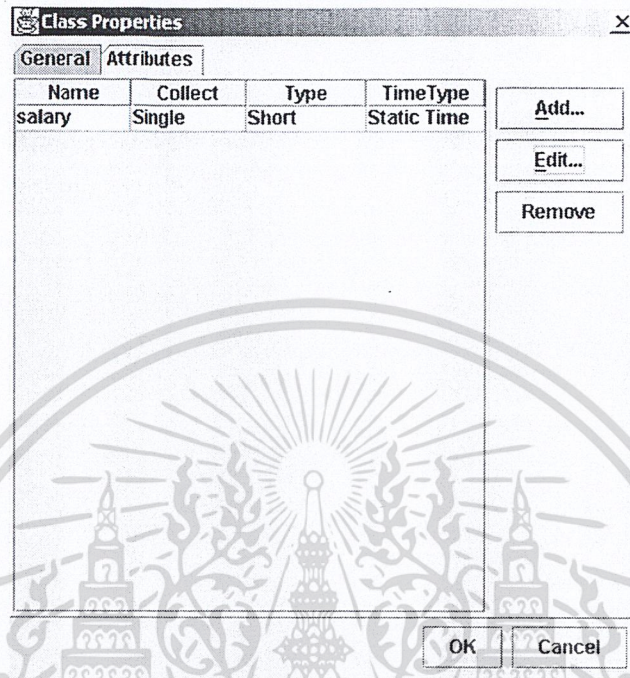 Class Properties
General Attributes
Name Collect Type TimeType
salary Single Short Static Time
Add...
Edit...
Remove
OK Cancel